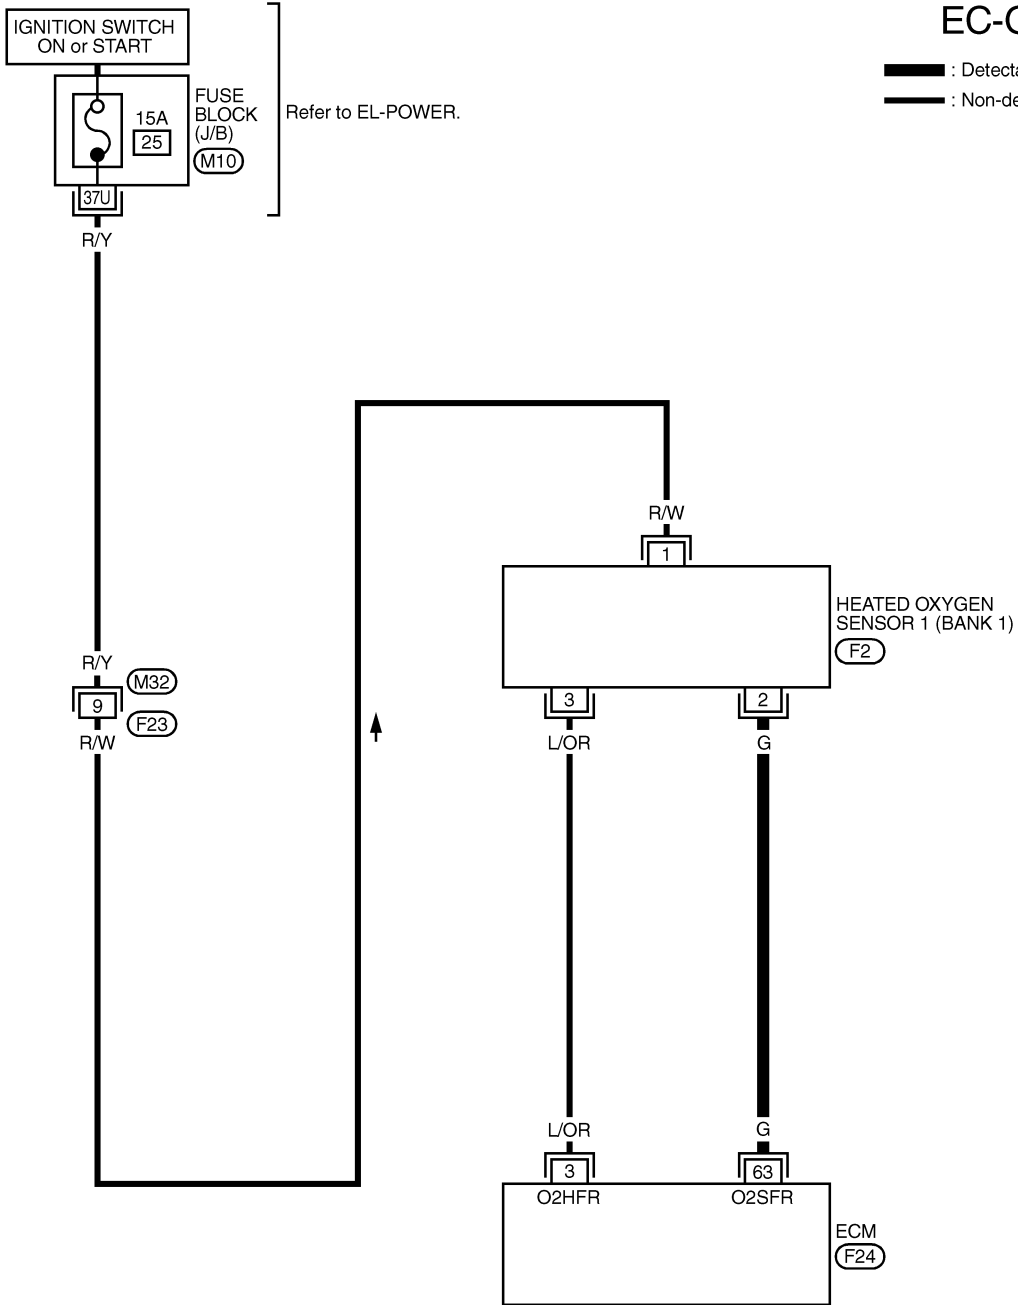 IGNITION SWITCH
ON or START
EC-
: Detect
: Non-de
15A
25
FUSE
BLOCK
(J/B)
M10
Refer to EL-POWER.
37U
R/Y
R/W
1
HEATED OXYGEN
SENSOR 1 (BANK 1)
F2
R/Y
M32
9
F23
R/W
3
2
L/OR
G
L/OR
G
3
63
O2HFR
O2SFR
ECM
F24